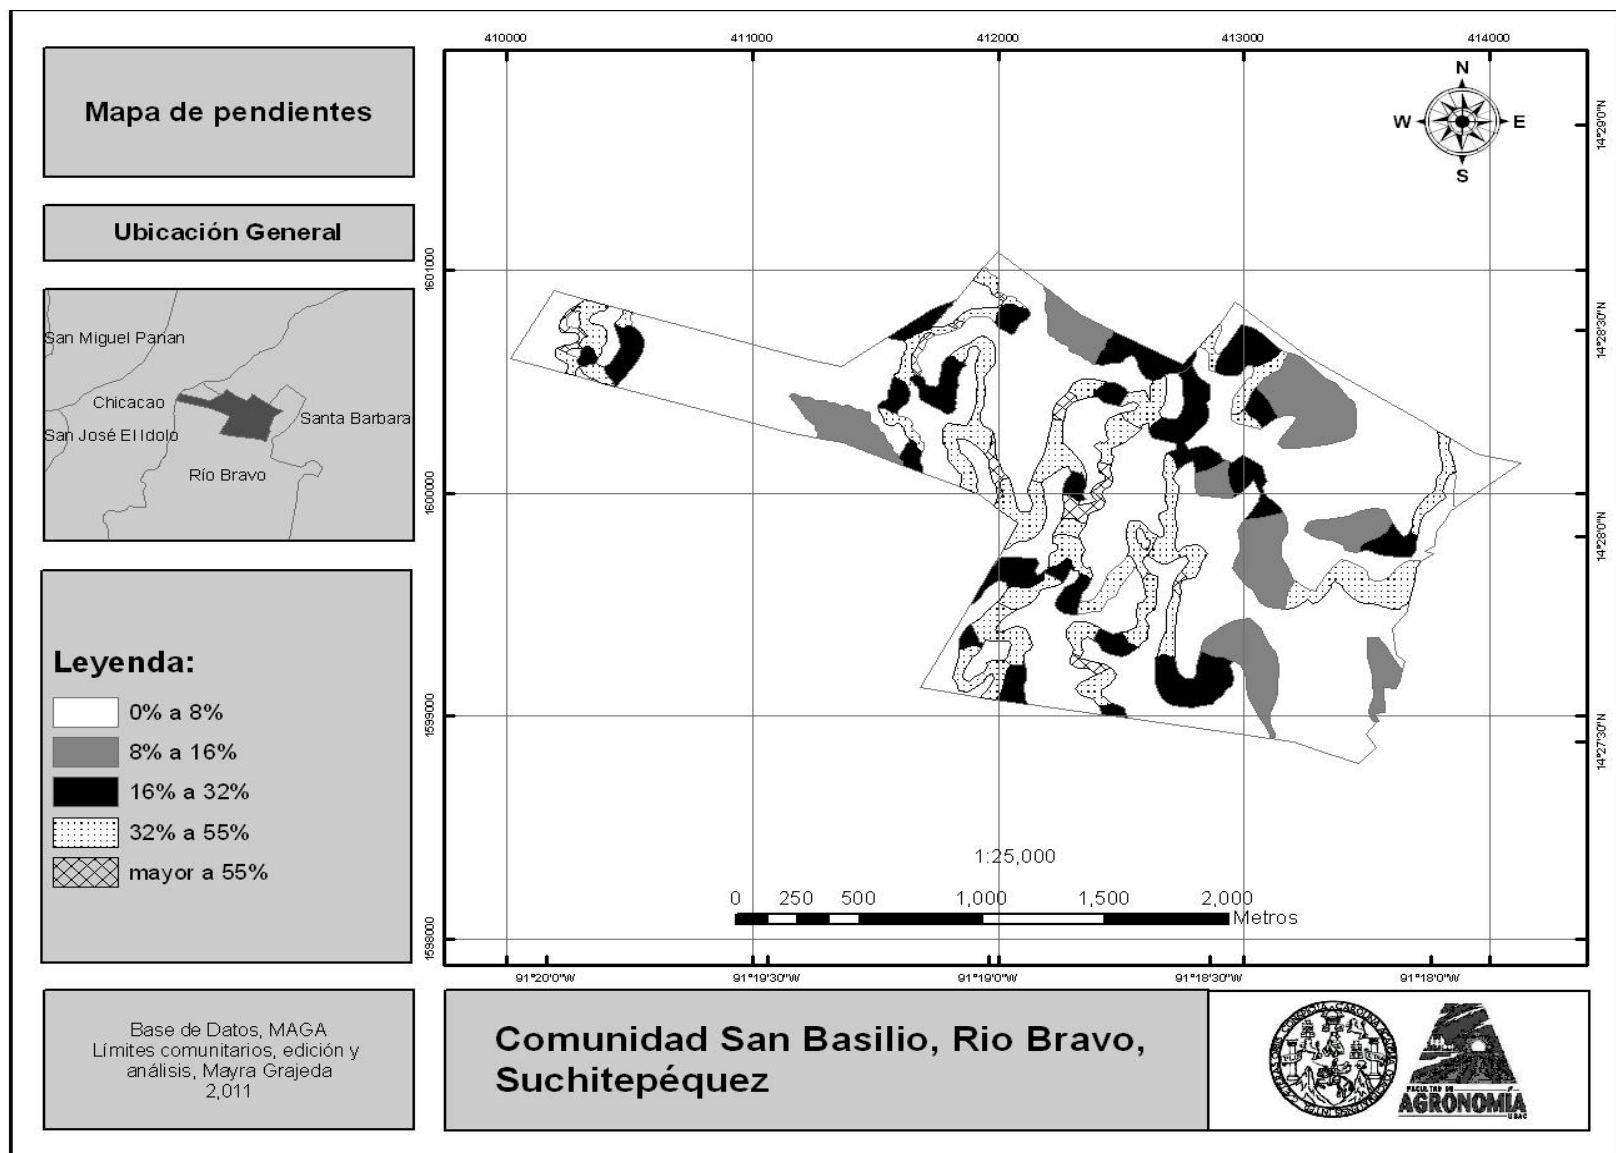 Mapa de pendientes
Ubicación General
San Miguel Panan
Chicacao
San José El Idolo
Santa Barbara
Río Bravo
Leyenda:
0% a 8%
8% a 16%
16% a 32%
32% a 55%
mayor a 55%
Base de Datos, MAGA
Límites comunitarios, edición y
análisis, Mayra Grajeda
2,011
410000 411000 412000 413000 414000
N
W E
S
1601000
1600000
1599000
1598000
14°29'0"N
14°28'30"N
14°28'0"N
14°27'30"N
1:25,000
0 250 500 1,000 1,500 2,000
Metros
91°20'0"W 91°19'30"W 91°19'0"W 91°18'30"W 91°18'0"W
Comunidad San Basilio, Rio Bravo,
Suchitepéquez
FACULTAD DE
AGRONOMÍA
USAC